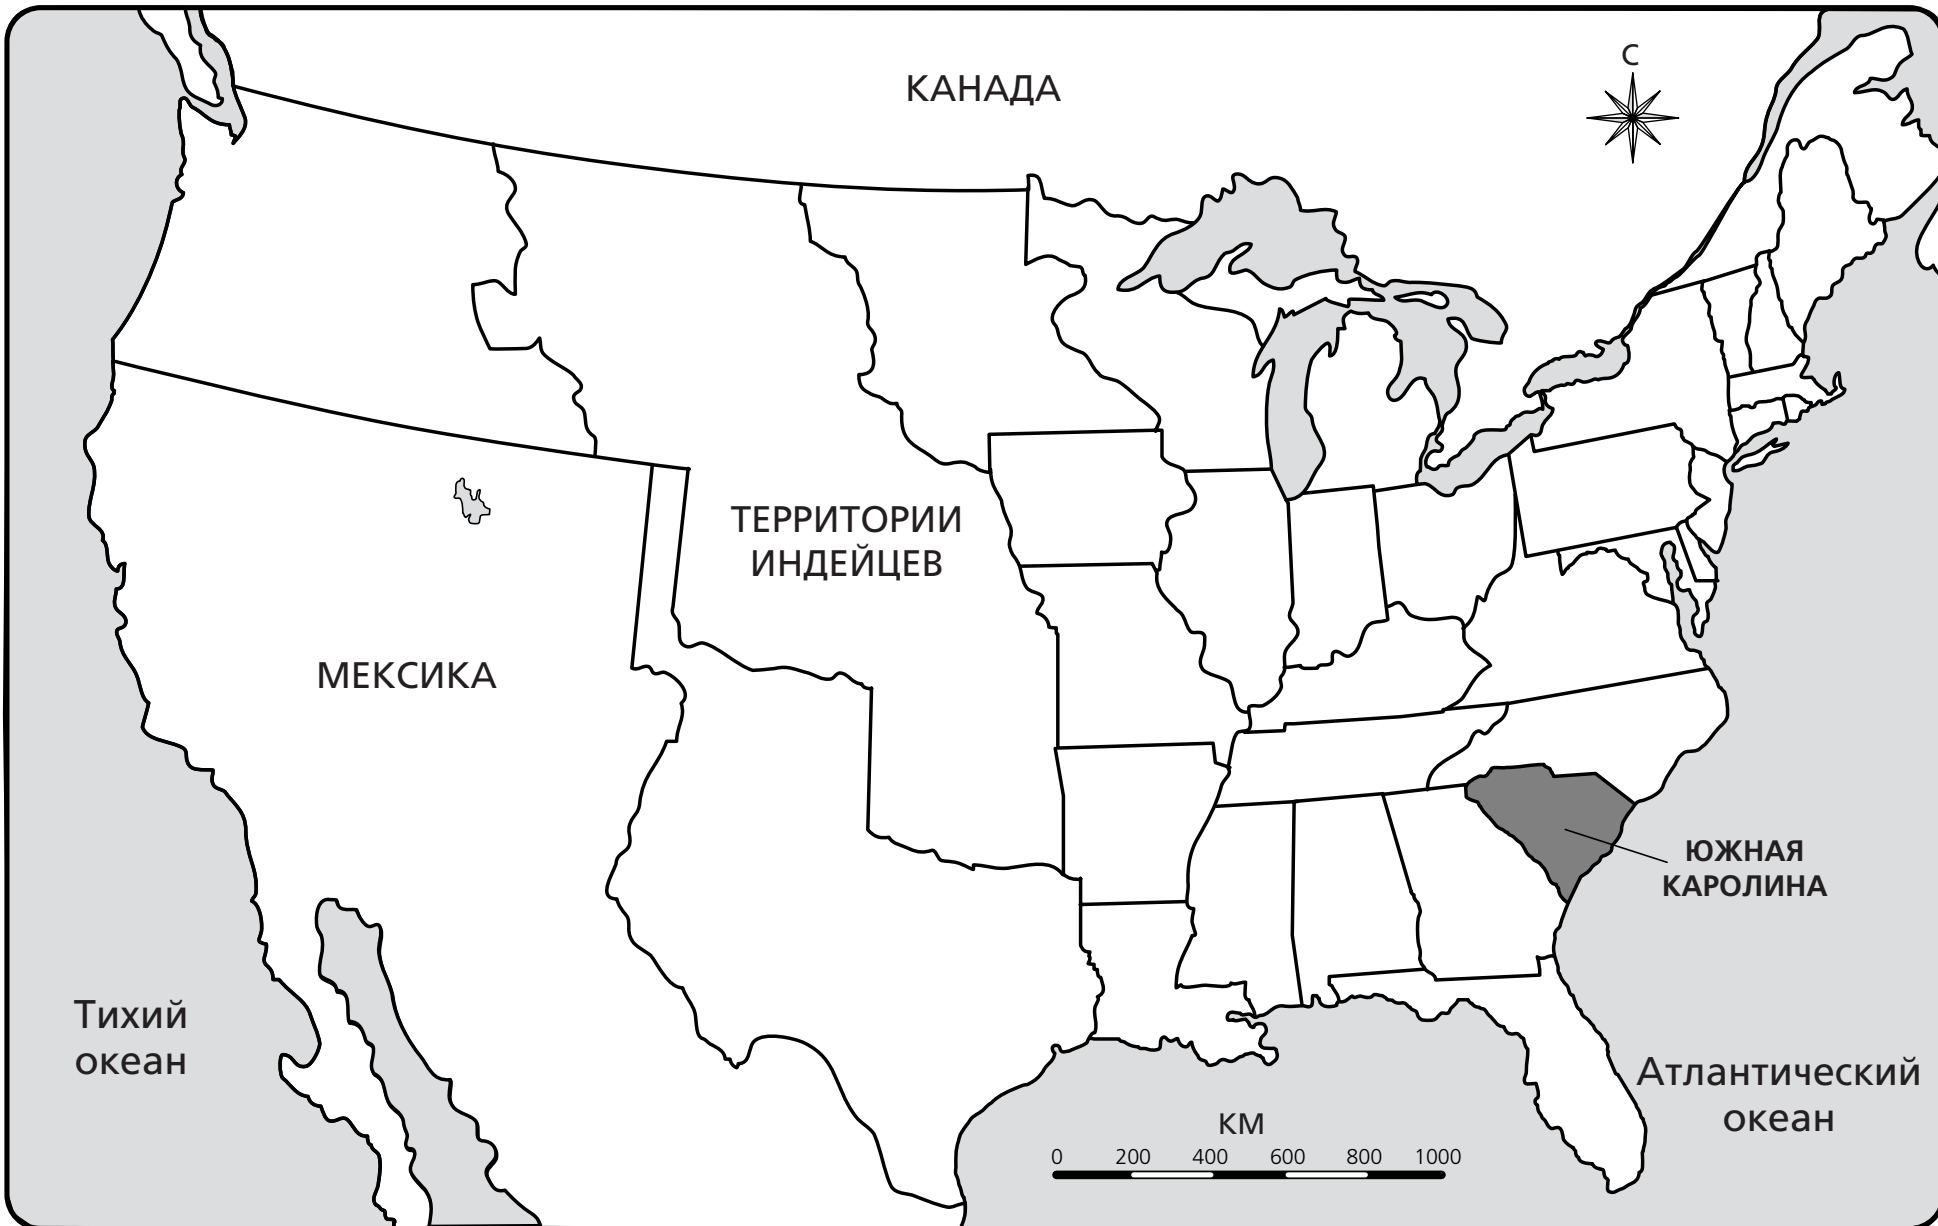 КАНАДА
С
ТЕРРИТОРИИ
ИНДЕЙЦЕВ
МЕКСИКА
ЮЖНАЯ
КАРОЛИНА
Тихий
океан
Атлантический
океан
КМ
0 200 400 600 800 1000